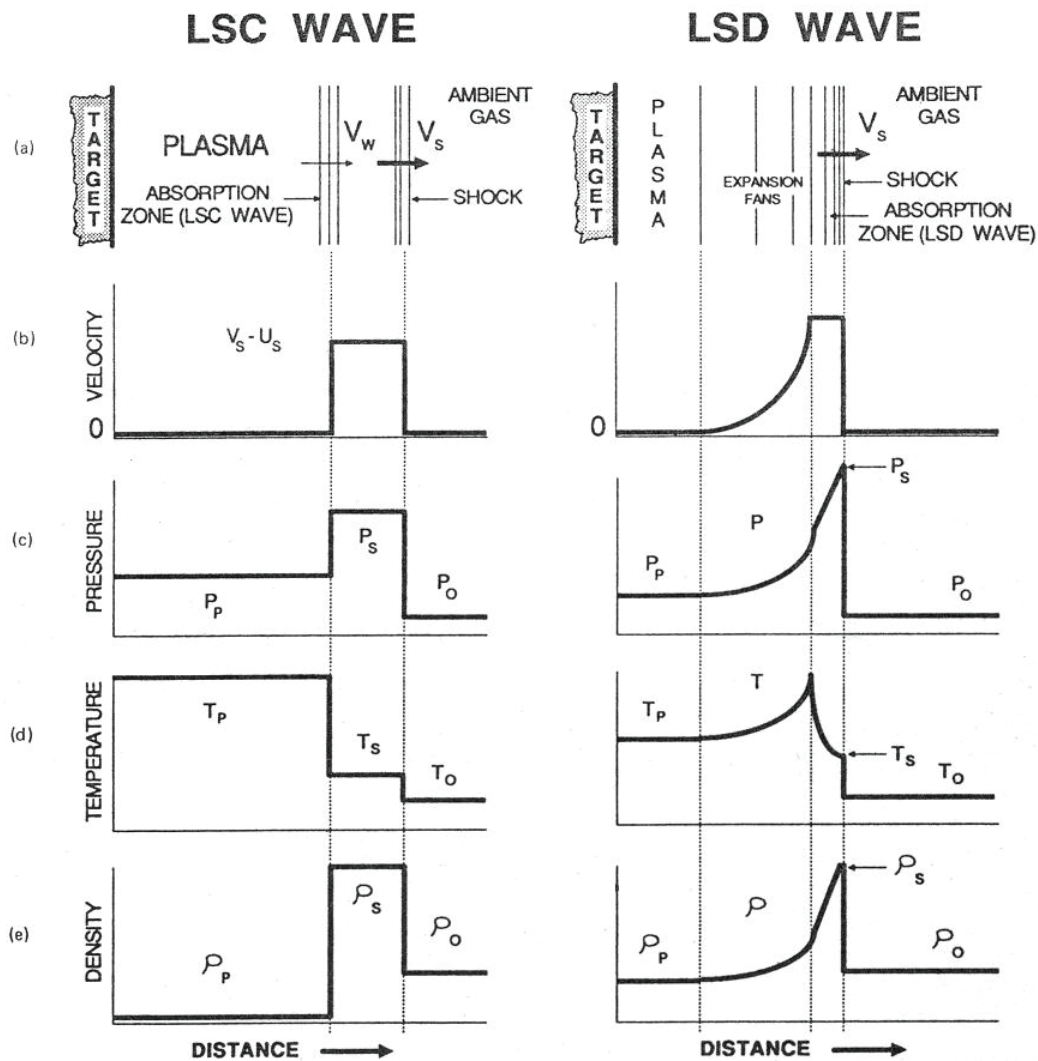 LSC WAVE
LSD WAVE
(a)
TARGET
PLASMA
V_W
V_S
AMBIENT
GAS
ABSORPTION
ZONE (LSC WAVE)
SHOCK
TARGET
PLASMA
EXPANSION
FANS
AMBIENT
GAS
V_S
SHOCK
ABSORPTION
ZONE (LSD WAVE)
(b)
VELOCITY
V_S - U_S
0
0
(c)
PRESSURE
P_P
P_S
P_O
P_P
P
P_S
P_O
(d)
TEMPERATURE
T_P
T_S
T_O
T_P
T
T_S
T_O
(e)
DENSITY
ρ_P
ρ_S
ρ_O
ρ_P
ρ
ρ_S
ρ_O
DISTANCE
DISTANCE